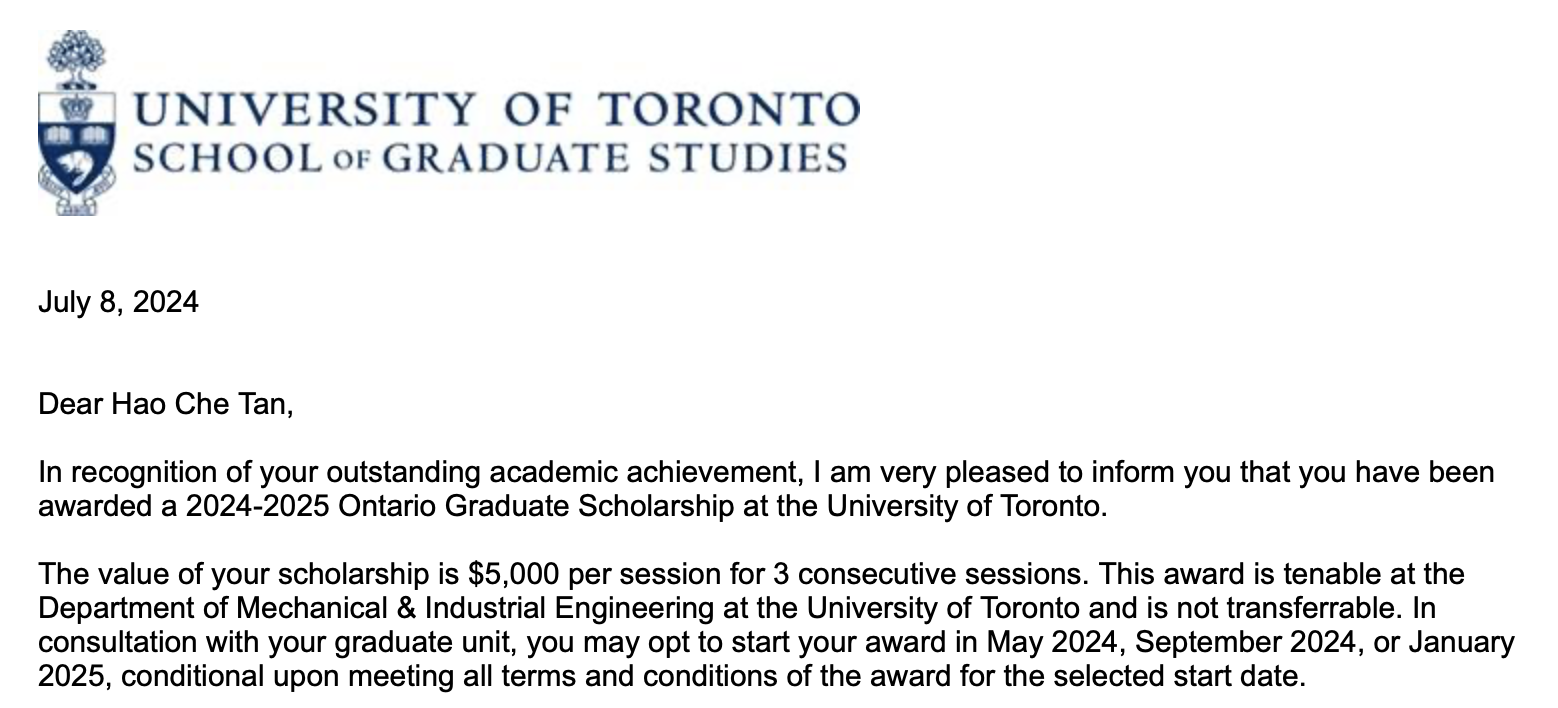 UNIVERSITY OF TORONTO
SCHOOL OF GRADUATE STUDIES
July 8, 2024
Dear Hao Che Tan,
In recognition of your outstanding academic achievement, I am very pleased to inform you that you have been
awarded a 2024-2025 Ontario Graduate Scholarship at the University of Toronto.
The value of your scholarship is $5,000 per session for 3 consecutive sessions. This award is tenable at the
Department of Mechanical & Industrial Engineering at the University of Toronto and is not transferrable. In
consultation with your graduate unit, you may opt to start your award in May 2024, September 2024, or January
2025, conditional upon meeting all terms and conditions of the award for the selected start date.